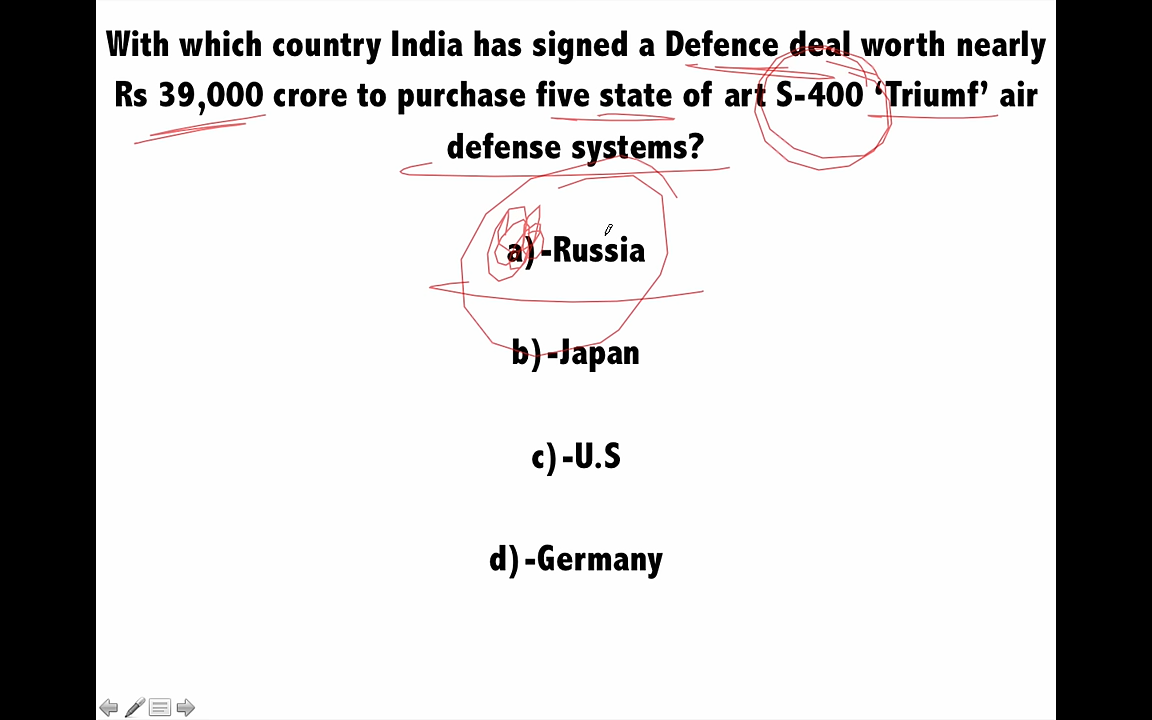 With which country India has signed a Defence deal worth nearly
Rs 39,000 crore to purchase five state of art S-400 ‘Triumf’ air
defense systems?
a)-Russia
b)-Japan
c)-U.S
d)-Germany